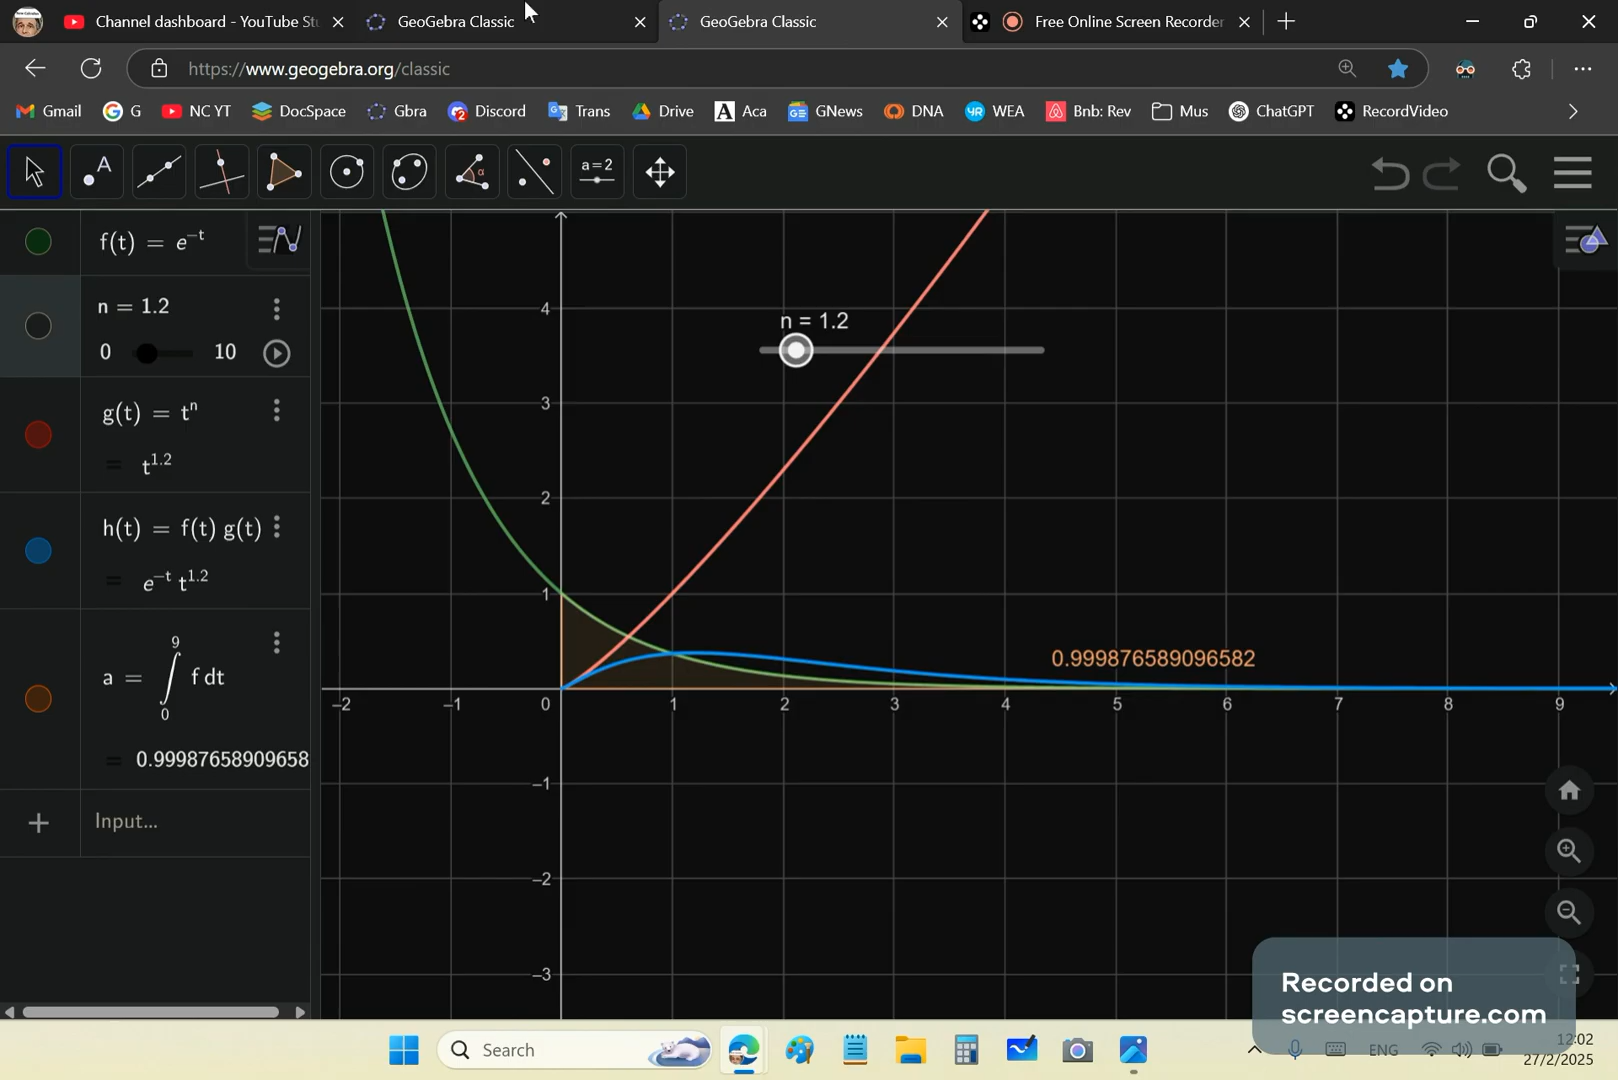 Channel dashboard - YouTube Stu
GeoGebra Classic
GeoGebra Classic
Free Online Screen Recorder
https://www.geogebra.org/classic
Gmail
G
NC YT
DocSpace
Gbra
Discord
Trans
Drive
Aca
GNews
DNA
WEA
Bnb: Rev
Mus
ChatGPT
RecordVideo
a = 2
f(t) = e^{-t}
n = 1.2
0 10
g(t) = t^n
= t^{1.2}
h(t) = f(t) g(t)
= e^{-t} t^{1.2}
9
a = ∫ f dt
0
= 0.99987658909658
Input...
n = 1.2
4
3
2
1
0.999876589096582
-2 -1 0 1 2 3 4 5 6 7 8 9
-1
-2
-3
Recorded on
screencapture.com
Search
ENG
12:02
27/2/2025